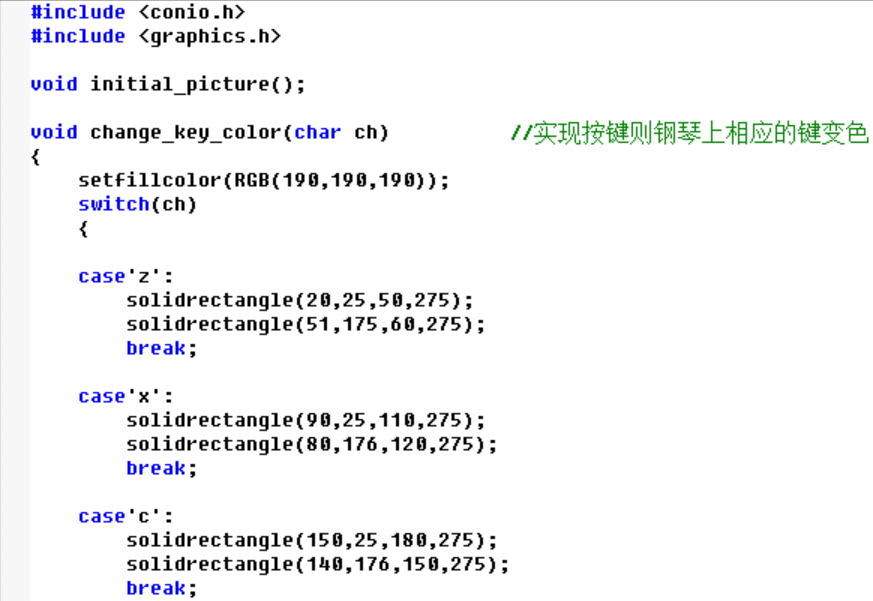 #include <conio.h>
#include <graphics.h>
void initial_picture();
void change_key_color(char ch) //实现按键则钢琴上相应的键变色
{
setfillcolor(RGB(190,190,190));
switch(ch)
{
case'z':
solidrectangle(20,25,50,275);
solidrectangle(51,175,60,275);
break;
case'x':
solidrectangle(90,25,110,275);
solidrectangle(80,176,120,275);
break;
case'c':
solidrectangle(150,25,180,275);
solidrectangle(140,176,150,275);
break;